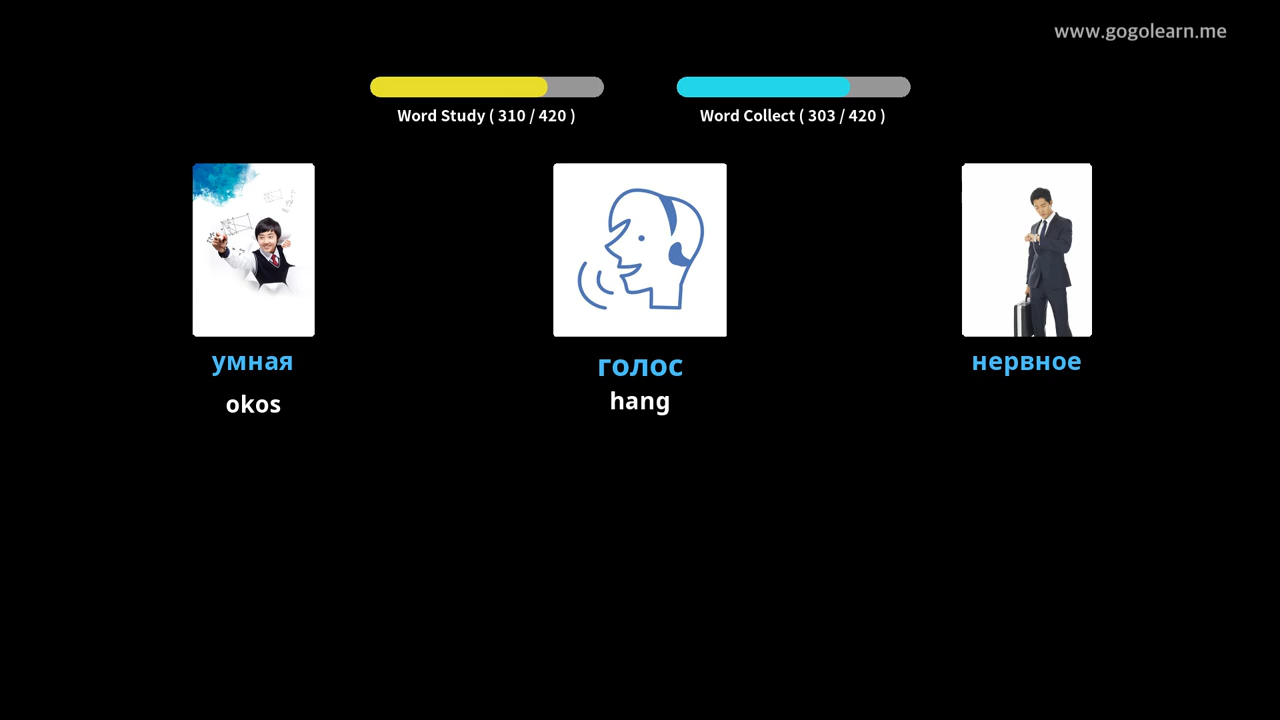 www.gogolearn.me
Word Study ( 310 / 420 )
Word Collect ( 303 / 420 )
умная
okos
голос
hang
нервное